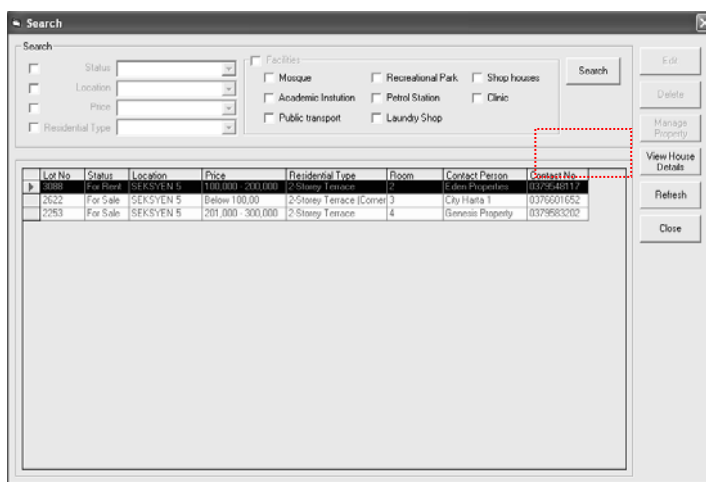 Search
Search
Status
Location
Price
Residential Type
Facilities
Mosque
Recreational Park
Shop houses
Academic Instution
Petrol Station
Clinic
Public transport
Laundry Shop
Search
Edit
Delete
Manage
Property
View House
Details
Refresh
Close
Lot No Status Location Price Residential Type Room Contact Person Contact No
3088 For Rent SEKSYEN 5 100,000 - 200,000 2-Storey Terrace 2 Eden Properties 0379548117
2622 For Sale SEKSYEN 5 Below 100,00 2-Storey Terrace (Corner 3 City Harta 1 0376601652
2253 For Sale SEKSYEN 5 201,000 - 300,000 2-Storey Terrace 4 Genesis Property 0379583202